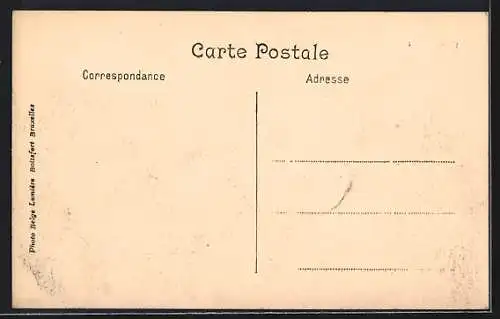 Carte Postale
Correspondance
Adresse
Photo Belge Lumière Boitsfort Bruxelles